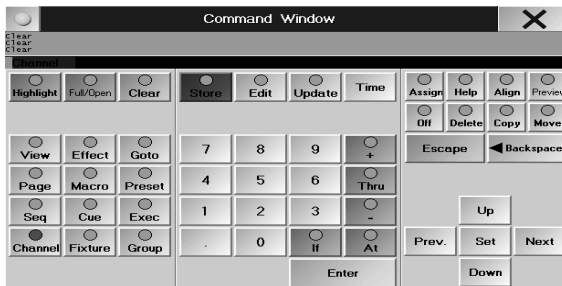 Command Window
Clear
Clear
Clear
Channel
Highlight Full/Open Clear Store Edit Update Time Assign Help Align Preview
Off Delete Copy Move
View Effect Goto 7 8 9 + Escape Backspace
Page Macro Preset 4 5 6 Thru
Seq Cue Exec 1 2 3 - Up
Channel Fixture Group . 0 If At Prev. Set Next
Enter Down